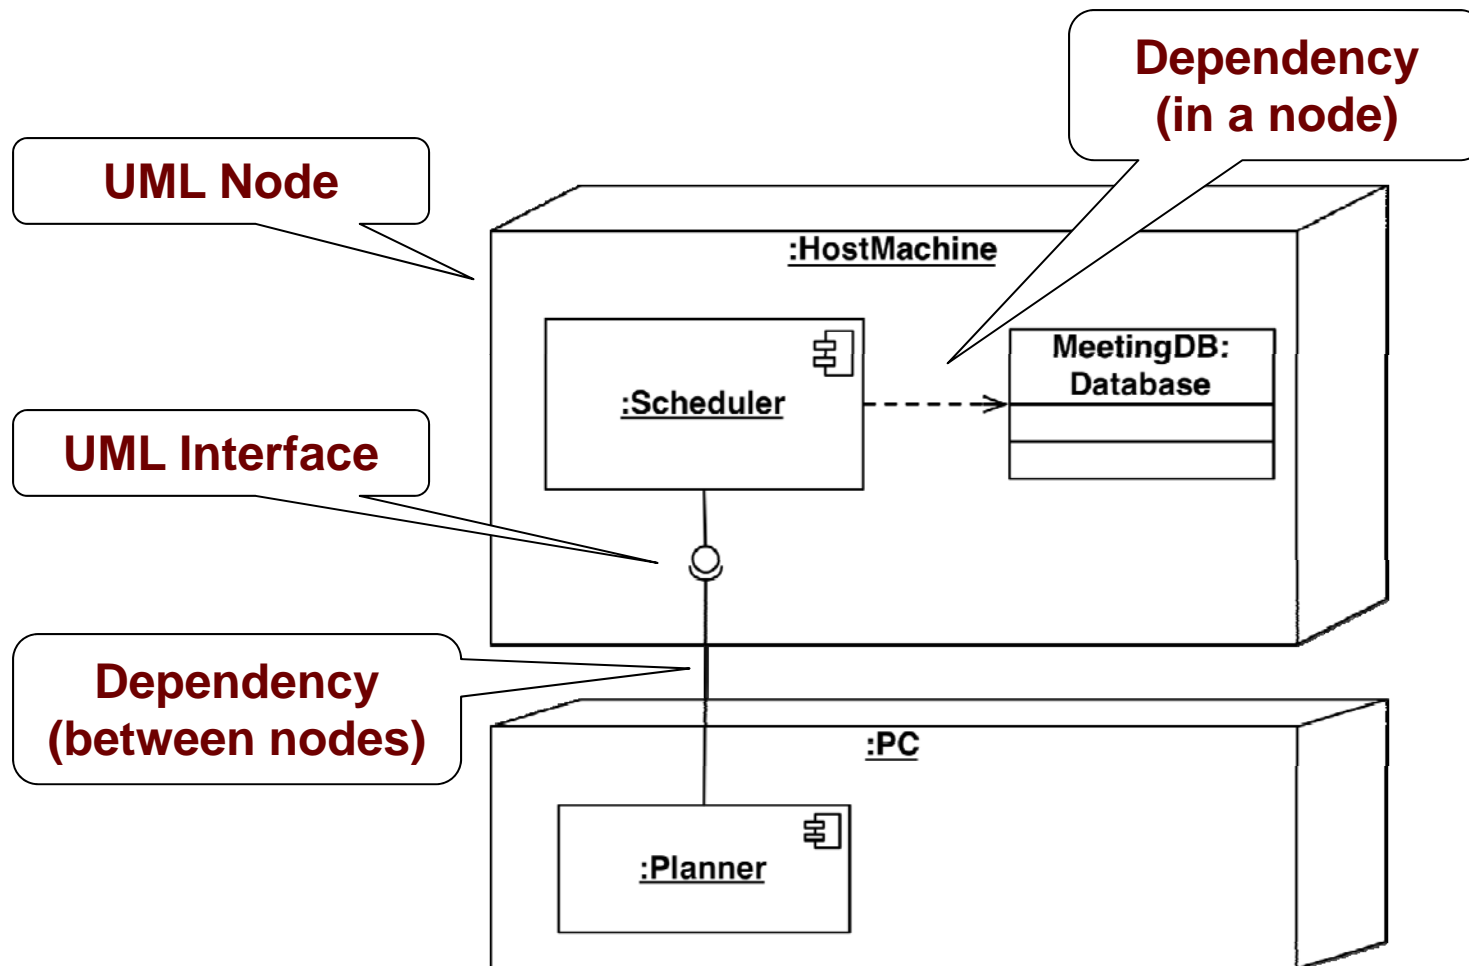 Dependency
(in a node)
UML Node
:HostMachine
MeetingDB:
Database
:Scheduler
UML Interface
Dependency
(between nodes)
:PC
:Planner